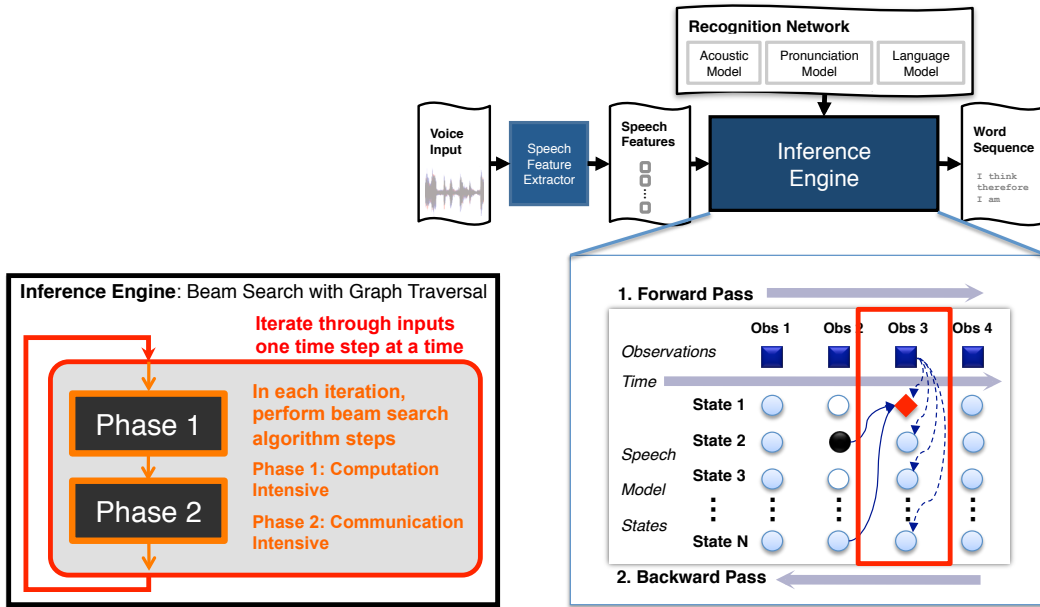 Recognition Network
Acoustic
Model
Pronunciation
Model
Language
Model
Voice
Input
Speech
Feature
Extractor
Speech
Features
Inference
Engine
Word
Sequence
I think
therefore
I am
Inference Engine: Beam Search with Graph Traversal
Iterate through inputs
one time step at a time
Phase 1
Phase 2
In each iteration,
perform beam search
algorithm steps
Phase 1: Computation
Intensive
Phase 2: Communication
Intensive
1. Forward Pass
Obs 1 Obs 2 Obs 3 Obs 4
Observations
Time
State 1
State 2
Speech
State 3
Model
States
State N
2. Backward Pass